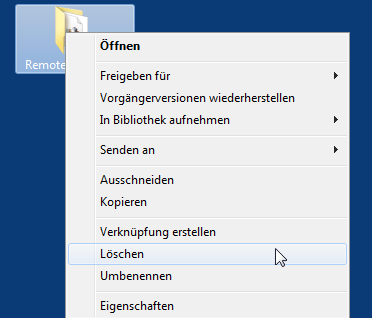 Remote
Öffnen
Freigeben für
Vorgängerversionen wiederherstellen
In Bibliothek aufnehmen
Senden an
Ausschneiden
Kopieren
Verknüpfung erstellen
Löschen
Umbenennen
Eigenschaften